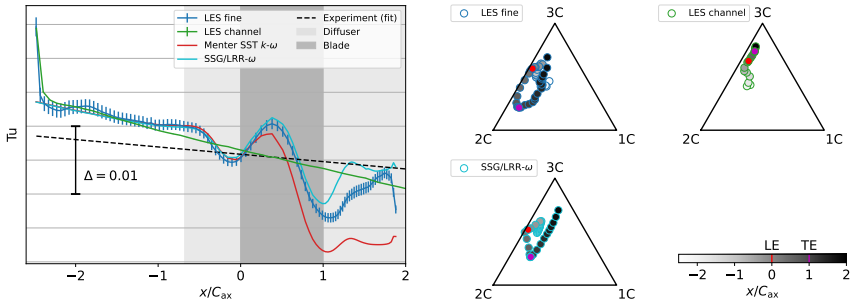 LES fine
LES channel
Menter SST k-ω
SSG/LRR-ω
Experiment (fit)
Diffuser
Blade
Tu
Δ = 0.01
−2 −1 0 1 2
x/Cax
LES fine
3C
2C 1C
LES channel
3C
2C 1C
SSG/LRR-ω
3C
2C 1C
LE TE
−2 −1 0 1 2
x/Cax